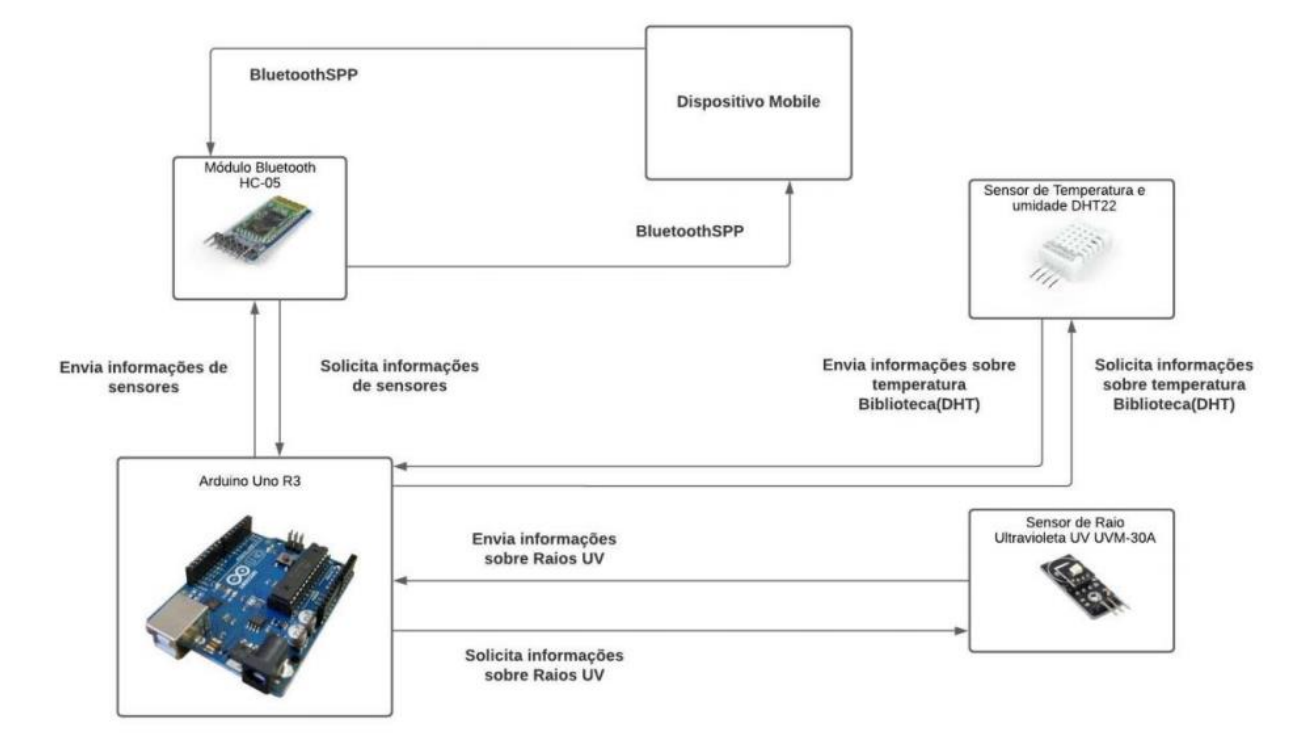 BluetoothSPP
Dispositivo Mobile
Módulo Bluetooth
HC-05
Sensor de Temperatura e
umidade DHT22
BluetoothSPP
Envia informações de
sensores
Solicita informações
de sensores
Envia informações sobre
temperatura
Biblioteca(DHT)
Solicita informações
sobre temperatura
Biblioteca(DHT)
Arduino Uno R3
Sensor de Raio
Ultravioleta UV UVM-30A
Envia informações
sobre Raios UV
Solicita informações
sobre Raios UV